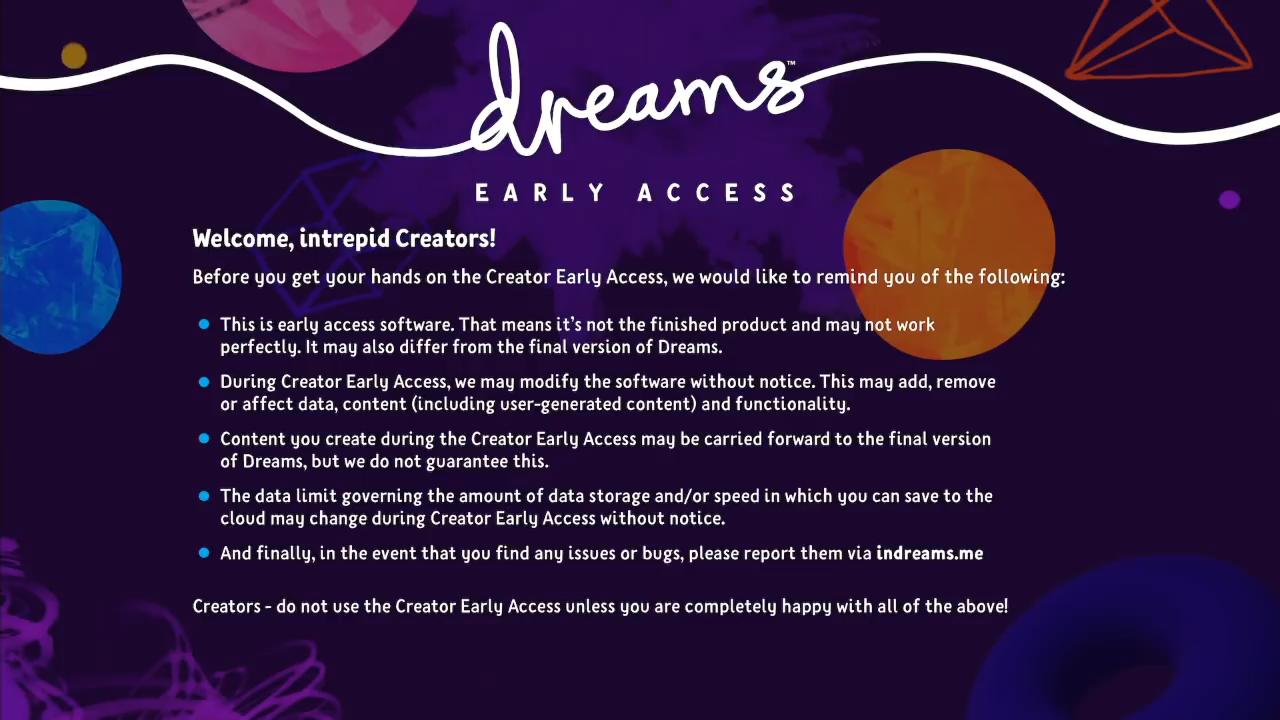 dreams™
EARLY ACCESS
Welcome, intrepid Creators!
Before you get your hands on the Creator Early Access, we would like to remind you of the following:
This is early access software. That means it's not the finished product and may not work
perfectly. It may also differ from the final version of Dreams.
During Creator Early Access, we may modify the software without notice. This may add, remove
or affect data, content (including user-generated content) and functionality.
Content you create during the Creator Early Access may be carried forward to the final version
of Dreams, but we do not guarantee this.
The data limit governing the amount of data storage and/or speed in which you can save to the
cloud may change during Creator Early Access without notice.
And finally, in the event that you find any issues or bugs, please report them via indreams.me
Creators - do not use the Creator Early Access unless you are completely happy with all of the above!